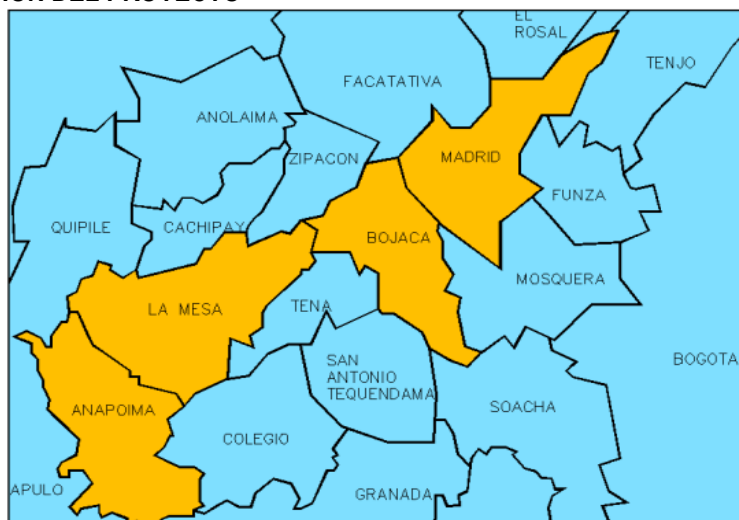 EL
ROSAL
TENJO
FACATATIVA
ANOLAIMA
ZIPACON
MADRID
FUNZA
QUIPILE
CACHIPAY
BOJACA
MOSQUERA
LA MESA
TENA
BOGOTA
SAN
ANTONIO
TEQUENDAMA
ANAPOIMA
SOACHA
COLEGIO
APULO
GRANADA